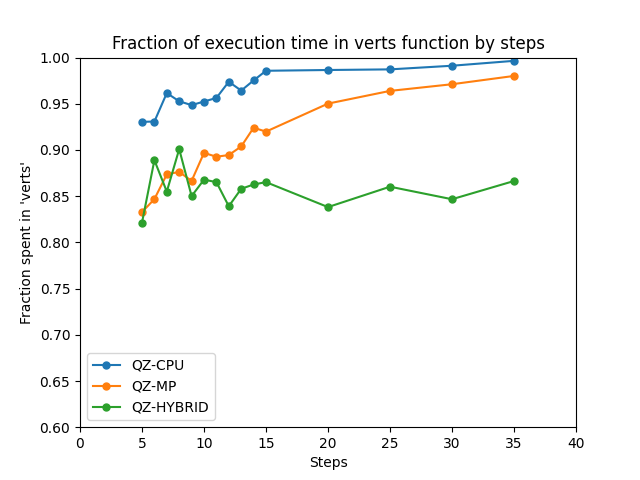 Fraction of execution time in verts function by steps
1.00
0.95
0.90
0.85
0.80
0.75
0.70
0.65
0.60
Fraction spent in 'verts'
QZ-CPU
QZ-MP
QZ-HYBRID
0 5 10 15 20 25 30 35 40
Steps